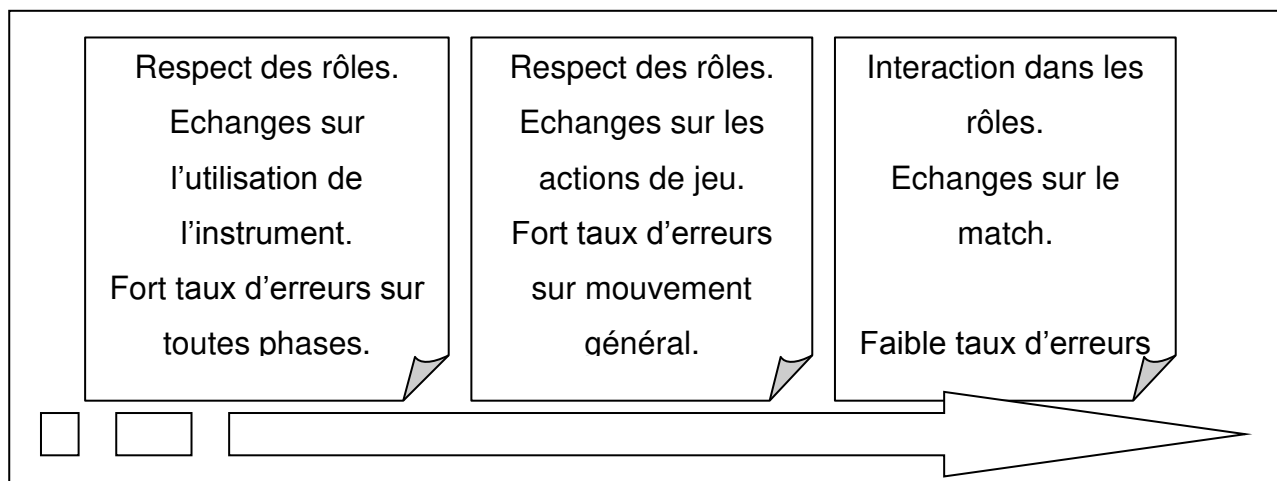 Respect des rôles.
Echanges sur
l’utilisation de
l’instrument.
Fort taux d’erreurs sur
toutes phases.
Respect des rôles.
Echanges sur les
actions de jeu.
Fort taux d’erreurs
sur mouvement
général.
Interaction dans les
rôles.
Echanges sur le
match.
Faible taux d’erreurs